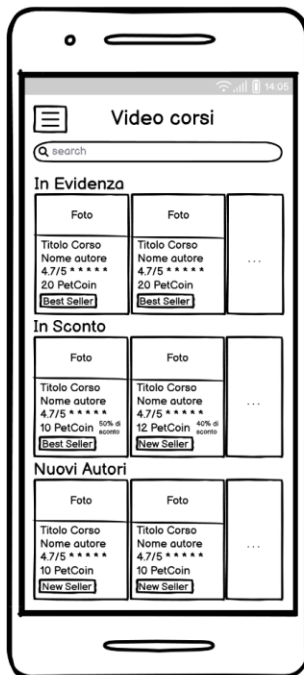 14:05
Video corsi
search
In Evidenza
Foto
Titolo Corso
Nome autore
4.7/5 * * * * *
20 PetCoin
Best Seller
Foto
Titolo Corso
Nome autore
4.7/5 * * * * *
20 PetCoin
Best Seller
...
In Sconto
Foto
Titolo Corso
Nome autore
4.7/5 * * * * *
10 PetCoin 50% di
sconto
Best Seller
Foto
Titolo Corso
Nome autore
4.7/5 * * * * *
12 PetCoin 40% di
sconto
New Seller
...
Nuovi Autori
Foto
Titolo Corso
Nome autore
4.7/5 * * * * *
10 PetCoin
New Seller
Foto
Titolo Corso
Nome autore
4.7/5 * * * * *
10 PetCoin
New Seller
...